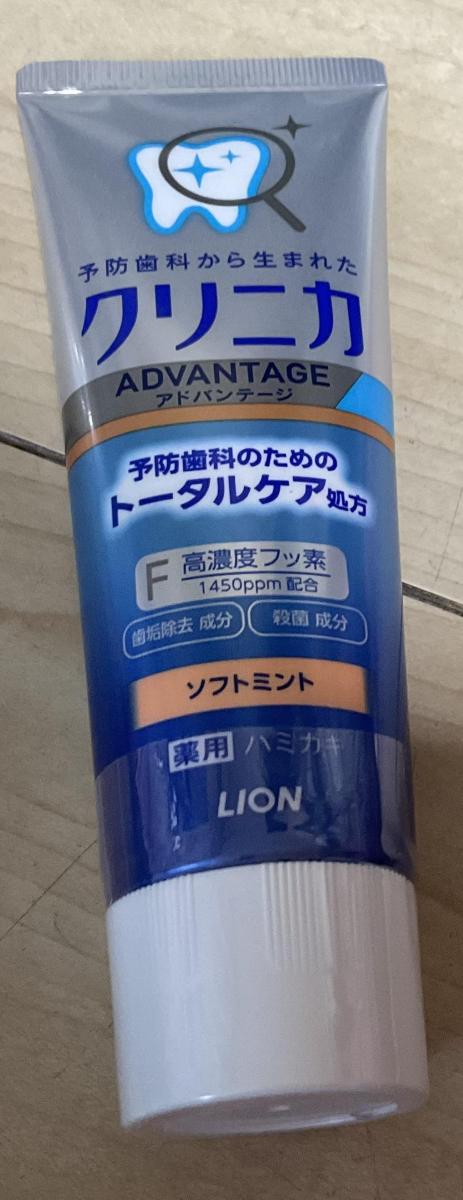 予防歯科から生まれた
クリニカ
ADVANTAGE
アドバンテージ
予防歯科のための
トータルケア処方
F 高濃度フッ素
1450ppm 配合
歯垢除去 成分 殺菌 成分
ソフトミント
薬用 ハミガキ
LION